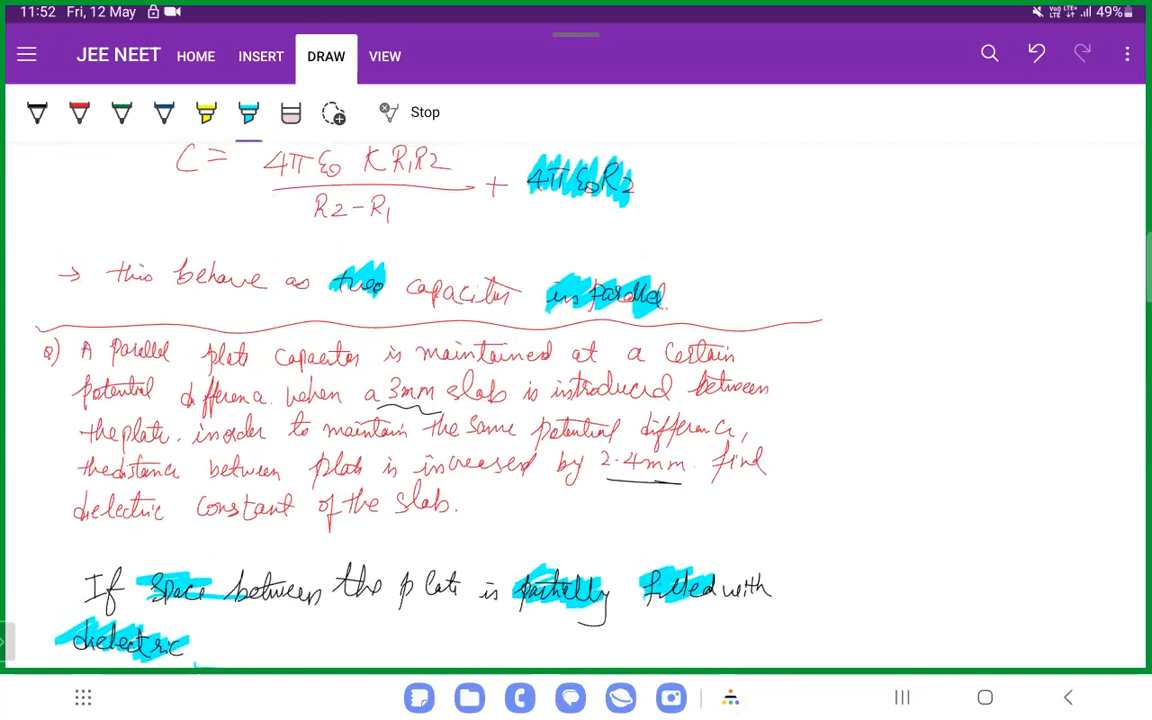 11:52 Fri, 12 May 49%
JEE NEET HOME INSERT DRAW VIEW
Stop
C = 4πε0 K R1R2 / R2-R1 + 4πε0R2
→ this behave as two capacitor in parallel.
Q) A parallel plate capacitor is maintained at a certain
potential difference. when a 3mm slab is introduced between
the plate. inorder to maintain the same potential difference,
the distance between plate is increased by 2.4mm. find
dielectric constant of the slab.
If space between the plate is partially filled with
dielectric